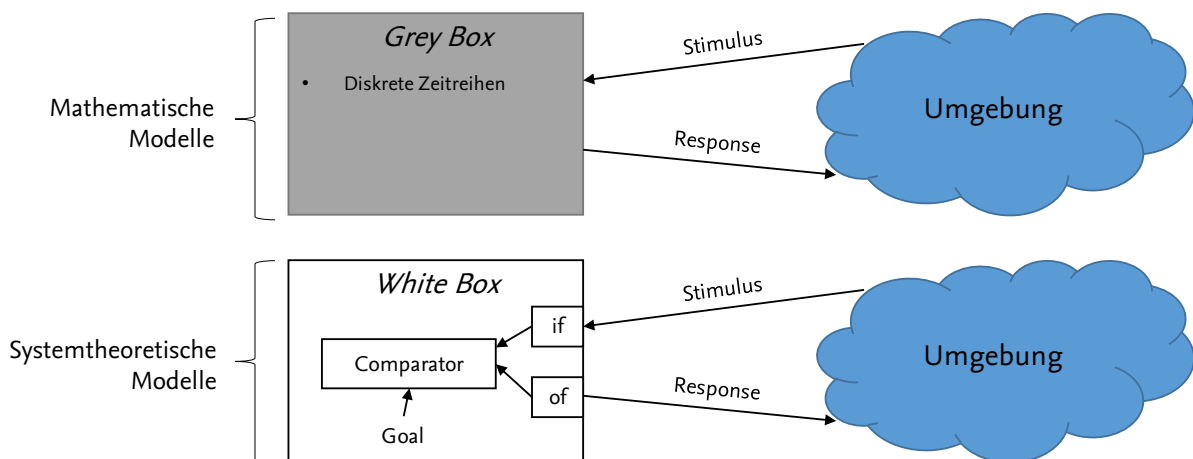 Grey Box
• Diskrete Zeitreihen
Mathematische
Modelle
Stimulus
Response
Umgebung
White Box
if
Comparator
of
Goal
Systemtheoretische
Modelle
Stimulus
Response
Umgebung